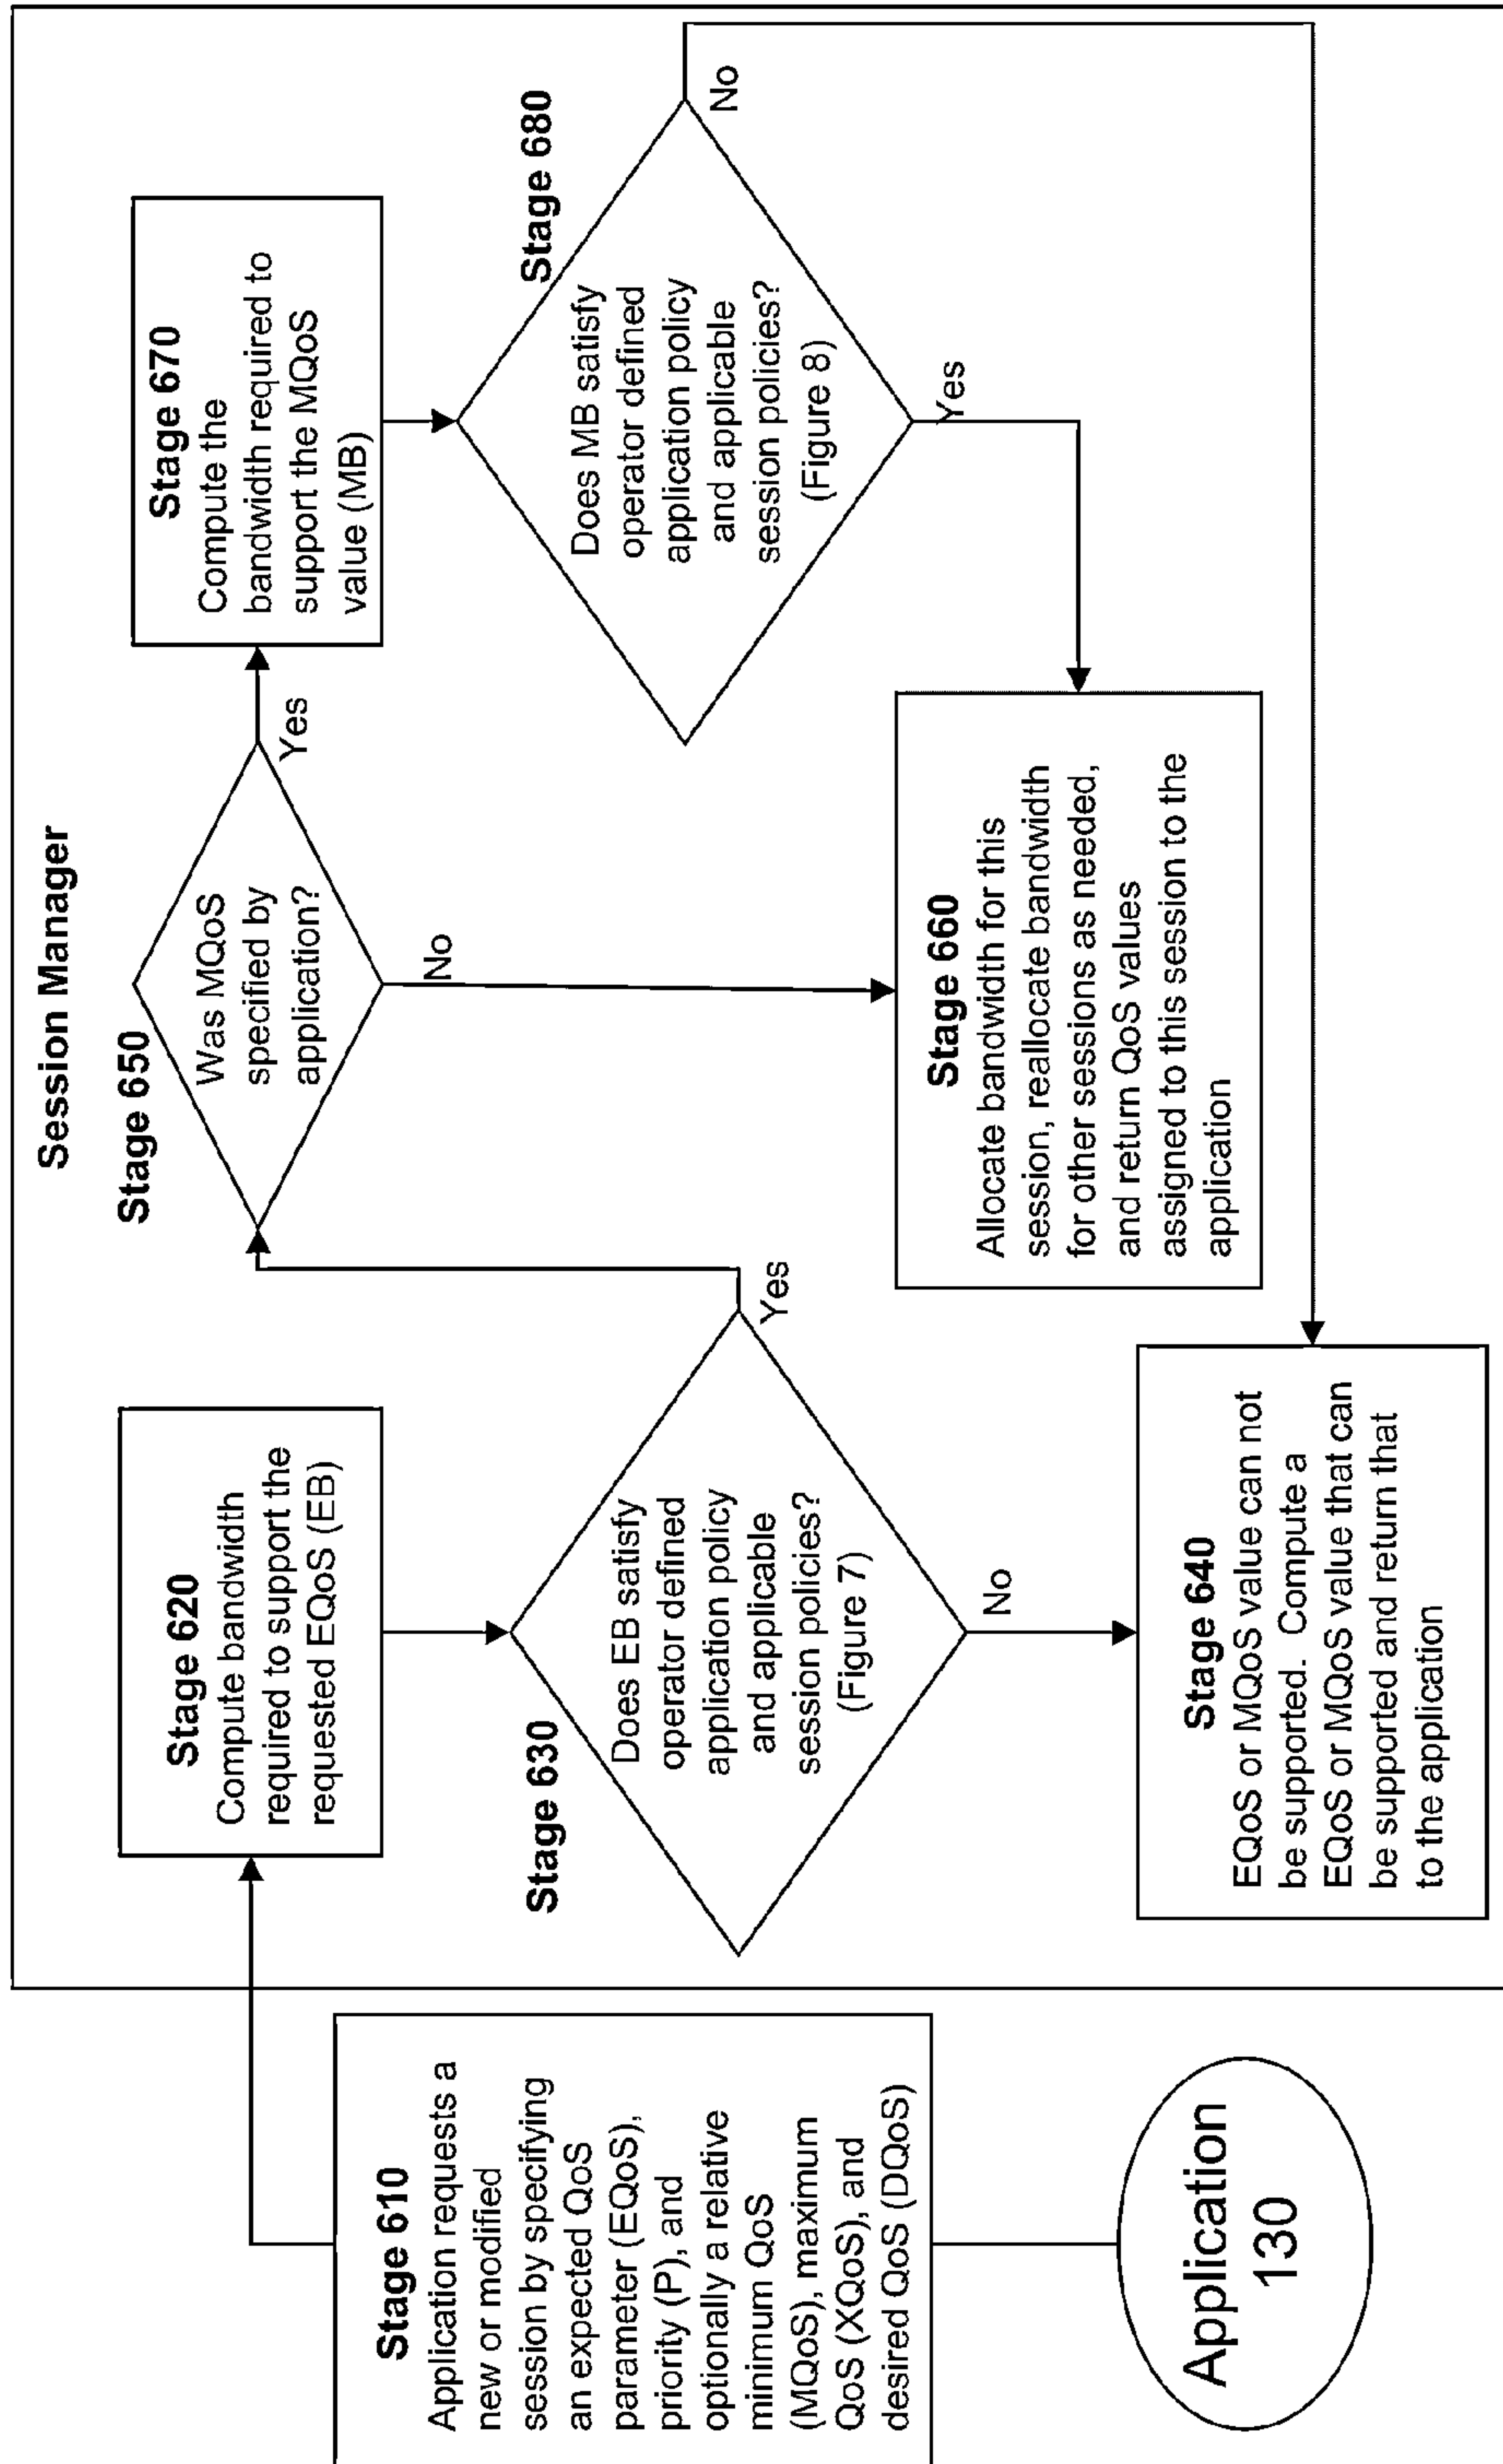 Session Manager
Stage 610
Application requests a
new or modified
session by specifying
an expected QoS
parameter (EQoS),
priority (P), and
optionally a relative
minimum QoS
(MQoS), maximum
QoS (XQoS), and
desired QoS (DQoS)
Application
130
Stage 620
Compute bandwidth
required to support the
requested EQoS (EB)
Stage 630
Does EB satisfy
operator defined
application policy
and applicable
session policies?
(Figure 7)
Yes
No
Stage 640
EQoS or MQoS value can not
be supported. Compute a
EQoS or MQoS value that can
be supported and return that
to the application
Stage 650
Was MQoS
specified by
application?
Yes
No
Stage 660
Allocate bandwidth for this
session, reallocate bandwidth
for other sessions as needed,
and return QoS values
assigned to this session to the
application
Stage 670
Compute the
bandwidth required to
support the MQoS
value (MB)
Stage 680
Does MB satisfy
operator defined
application policy
and applicable
session policies?
(Figure 8)
No
Yes